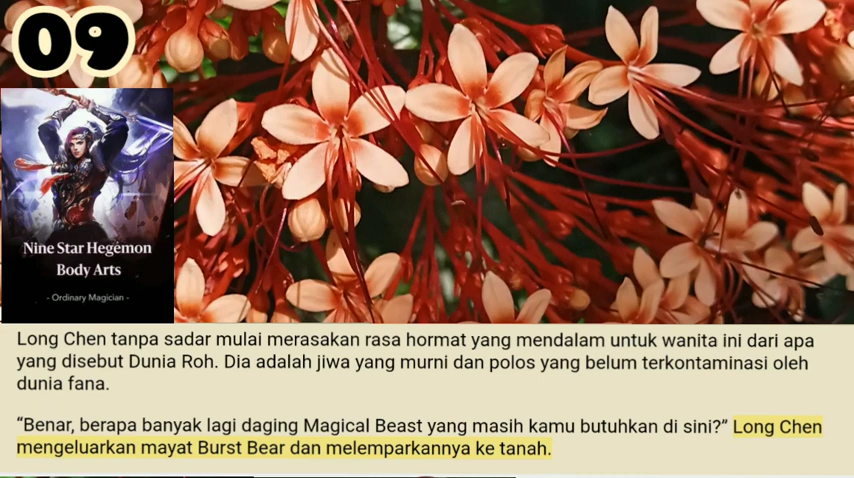 09
Nine Star Hegemon
Body Arts
- Ordinary Magician -
Long Chen tanpa sadar mulai merasakan rasa hormat yang mendalam untuk wanita ini dari apa
yang disebut Dunia Roh. Dia adalah jiwa yang murni dan polos yang belum terkontaminasi oleh
dunia fana.
“Benar, berapa banyak lagi daging Magical Beast yang masih kamu butuhkan di sini?” Long Chen
mengeluarkan mayat Burst Bear dan melemparkannya ke tanah.